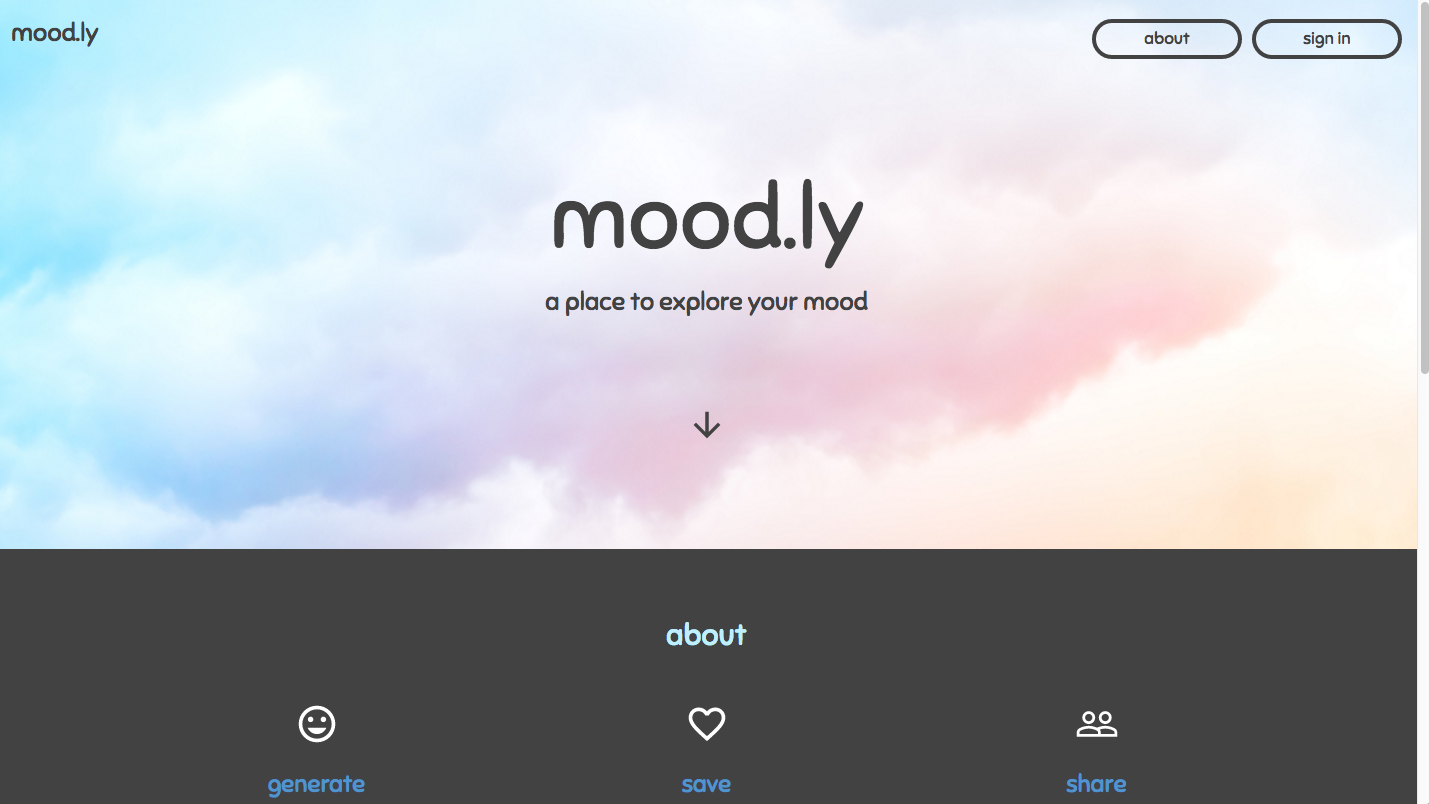 mood.ly
about
sign in
mood.ly
a place to explore your mood
about
generate
save
share